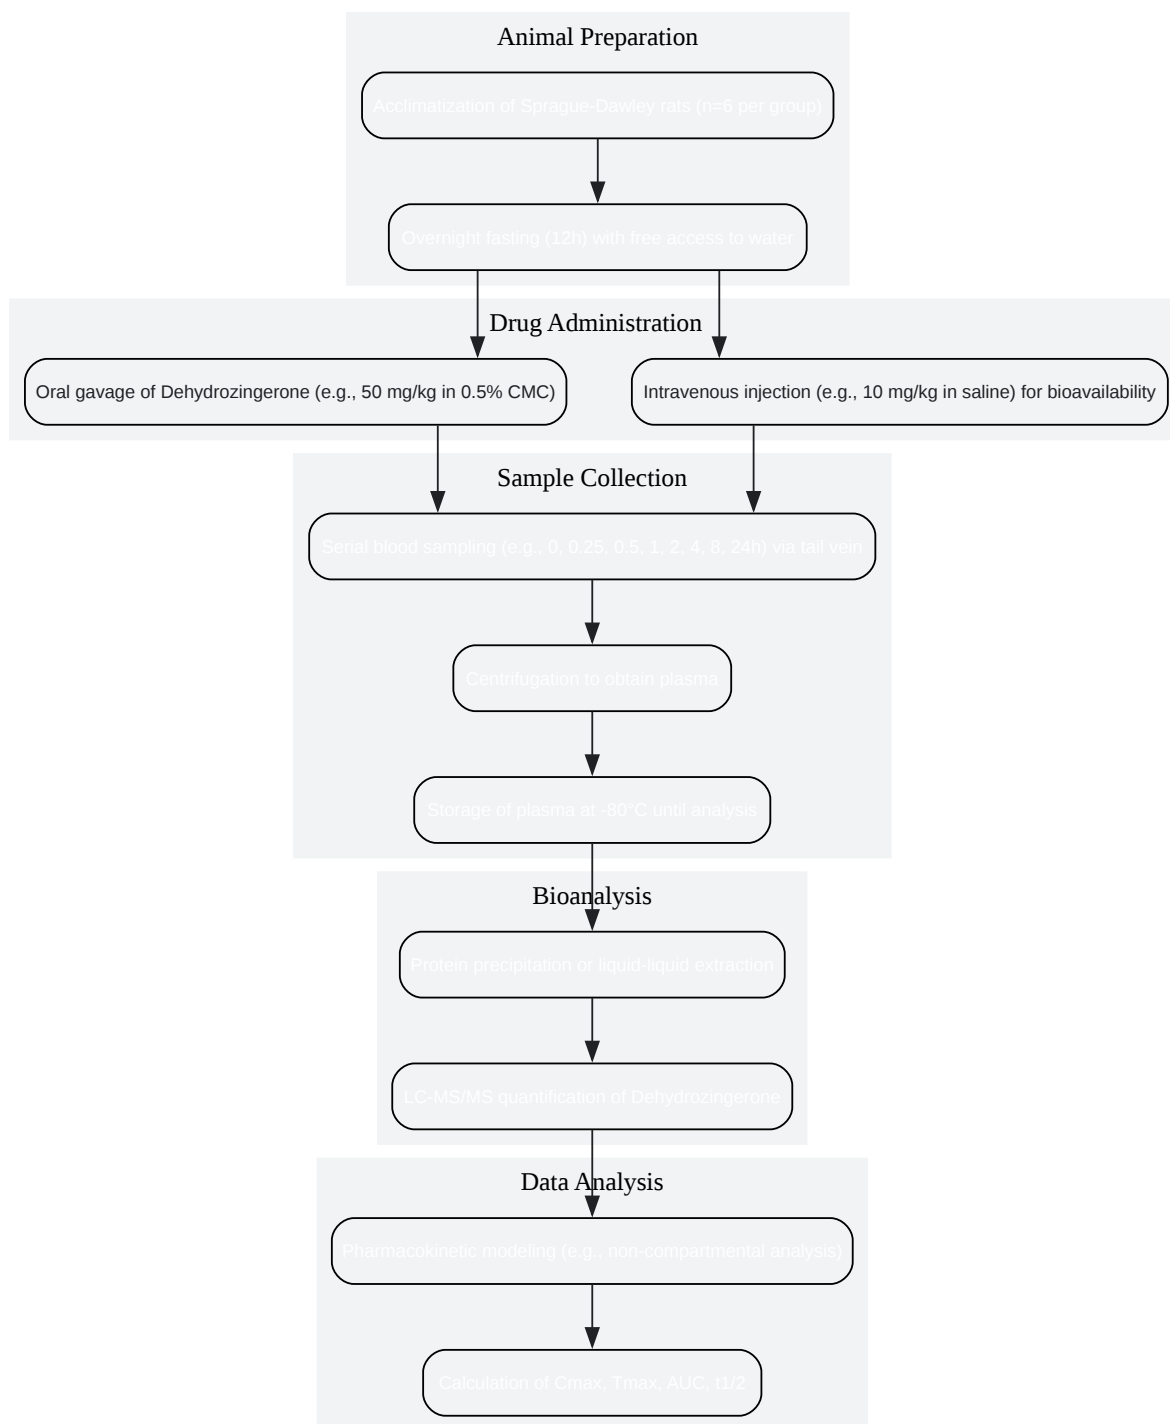 Animal Preparation
Acclimatization of Sprague-Dawley rats (n=6 per group)
Overnight fasting (12h) with free access to water
Drug Administration
Oral gavage of Dehydrozingerone (e.g., 50 mg/kg in 0.5% CMC)
Intravenous injection (e.g., 10 mg/kg in saline) for bioavailability
Sample Collection
Serial blood sampling (e.g., 0, 0.25, 0.5, 1, 2, 4, 8, 24h) via tail vein
Centrifugation to obtain plasma
Storage of plasma at -80°C until analysis
Bioanalysis
Protein precipitation or liquid-liquid extraction
LC-MS/MS quantification of Dehydrozingerone
Data Analysis
Pharmacokinetic modeling (e.g., non-compartmental analysis)
Calculation of Cmax, Tmax, AUC, t1/2